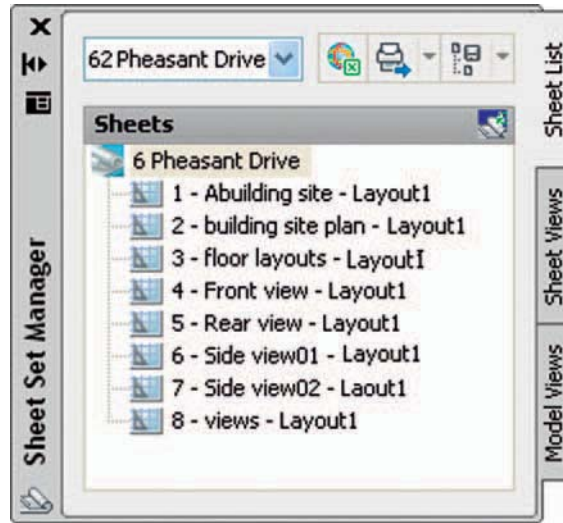 62 Pheasant Drive
Sheets
6 Pheasant Drive
1 - Abuilding site - Layout1
2 - building site plan - Layout1
3 - floor layouts - LayoutI
4 - Front view - Layout1
5 - Rear view - Layout1
6 - Side view01 - Layout1
7 - Side view02 - Laout1
8 - views - Layout1
Sheet Set Manager
Sheet List
Sheet Views
Model Views